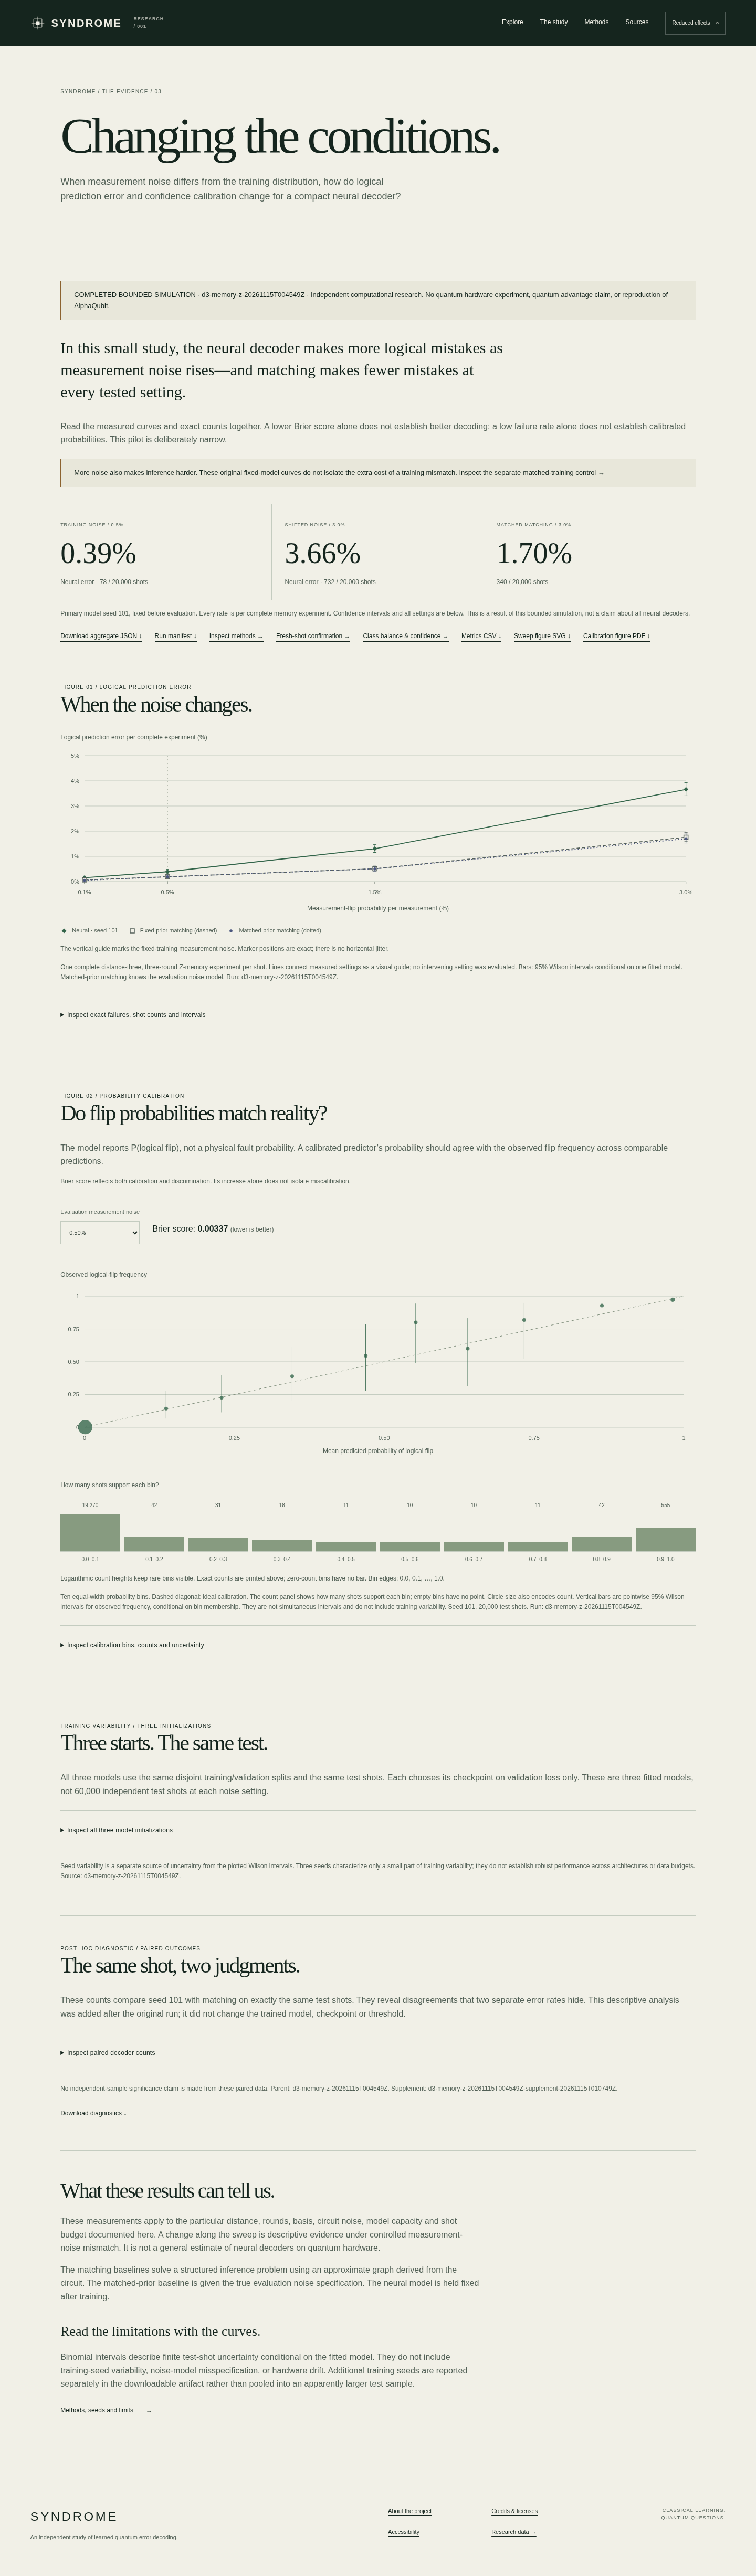 SYNDROME
RESEARCH
/ 001
Explore
The study
Methods
Sources
Reduced effects
SYNDROME / THE EVIDENCE / 03
Changing the conditions.
When measurement noise differs from the training distribution, how do logical
prediction error and confidence calibration change for a compact neural decoder?
COMPLETED BOUNDED SIMULATION · d3-memory-z-20261115T004549Z · Independent computational research. No quantum hardware experiment, quantum advantage claim, or reproduction of
AlphaQubit.
In this small study, the neural decoder makes more logical mistakes as
measurement noise rises—and matching makes fewer mistakes at
every tested setting.
Read the measured curves and exact counts together. A lower Brier score alone does not establish better decoding; a low failure rate alone does not establish calibrated
probabilities. This pilot is deliberately narrow.
More noise also makes inference harder. These original fixed-model curves do not isolate the extra cost of a training mismatch. Inspect the separate matched-training control →
TRAINING NOISE / 0.5%
0.39%
Neural error · 78 / 20,000 shots
SHIFTED NOISE / 3.0%
3.66%
Neural error · 732 / 20,000 shots
MATCHED MATCHING / 3.0%
1.70%
340 / 20,000 shots
Primary model seed 101, fixed before evaluation. Every rate is per complete memory experiment. Confidence intervals and all settings are below. This is a result of this bounded simulation, not a claim about all neural decoders.
Download aggregate JSON ↓
Run manifest ↓
Inspect methods →
Fresh-shot confirmation →
Class balance & confidence →
Metrics CSV ↓
Sweep figure SVG ↓
Calibration figure PDF ↓
FIGURE 01 / LOGICAL PREDICTION ERROR
When the noise changes.
Logical prediction error per complete experiment (%)
5%
4%
3%
2%
1%
0%
0.1%
0.5%
1.5%
3.0%
Measurement-flip probability per measurement (%)
Neural · seed 101
Fixed-prior matching (dashed)
Matched-prior matching (dotted)
The vertical guide marks the fixed-training measurement noise. Marker positions are exact; there is no horizontal jitter.
One complete distance-three, three-round Z-memory experiment per shot. Lines connect measured settings as a visual guide; no intervening setting was evaluated. Bars: 95% Wilson intervals conditional on one fitted model.
Matched-prior matching knows the evaluation noise model. Run: d3-memory-z-20261115T004549Z.
▶ Inspect exact failures, shot counts and intervals
FIGURE 02 / PROBABILITY CALIBRATION
Do flip probabilities match reality?
The model reports P(logical flip), not a physical fault probability. A calibrated predictor’s probability should agree with the observed flip frequency across comparable
predictions.
Brier score reflects both calibration and discrimination. Its increase alone does not isolate miscalibration.
Evaluation measurement noise
0.50%
Brier score: 0.00337 (lower is better)
Observed logical-flip frequency
1
0.75
0.50
0.25
0
0
0.25
0.50
0.75
1
Mean predicted probability of logical flip
How many shots support each bin?
19,270
42
31
18
11
10
10
11
42
555
0.0–0.1
0.1–0.2
0.2–0.3
0.3–0.4
0.4–0.5
0.5–0.6
0.6–0.7
0.7–0.8
0.8–0.9
0.9–1.0
Logarithmic count heights keep rare bins visible. Exact counts are printed above; zero-count bins have no bar. Bin edges: 0.0, 0.1, …, 1.0.
Ten equal-width probability bins. Dashed diagonal: ideal calibration. The count panel shows how many shots support each bin; empty bins have no point. Circle size also encodes count. Vertical bars are pointwise 95% Wilson
intervals for observed frequency, conditional on bin membership. They are not simultaneous intervals and do not include training variability. Seed 101, 20,000 test shots. Run: d3-memory-z-20261115T004549Z.
▶ Inspect calibration bins, counts and uncertainty
TRAINING VARIABILITY / THREE INITIALIZATIONS
Three starts. The same test.
All three models use the same disjoint training/validation splits and the same test shots. Each chooses its checkpoint on validation loss only. These are three fitted models,
not 60,000 independent test shots at each noise setting.
▶ Inspect all three model initializations
Seed variability is a separate source of uncertainty from the plotted Wilson intervals. Three seeds characterize only a small part of training variability; they do not establish robust performance across architectures or data budgets.
Source: d3-memory-z-20261115T004549Z.
POST-HOC DIAGNOSTIC / PAIRED OUTCOMES
The same shot, two judgments.
These counts compare seed 101 with matching on exactly the same test shots. They reveal disagreements that two separate error rates hide. This descriptive analysis
was added after the original run; it did not change the trained model, checkpoint or threshold.
▶ Inspect paired decoder counts
No independent-sample significance claim is made from these paired data. Parent: d3-memory-z-20261115T004549Z. Supplement: d3-memory-z-20261115T004549Z-supplement-20261115T010749Z.
Download diagnostics ↓
What these results can tell us.
These measurements apply to the particular distance, rounds, basis, circuit noise, model capacity and shot
budget documented here. A change along the sweep is descriptive evidence under controlled measurement-
noise mismatch. It is not a general estimate of neural decoders on quantum hardware.
The matching baselines solve a structured inference problem using an approximate graph derived from the
circuit. The matched-prior baseline is given the true evaluation noise specification. The neural model is held fixed
after training.
Read the limitations with the curves.
Binomial intervals describe finite test-shot uncertainty conditional on the fitted model. They do not include
training-seed variability, noise-model misspecification, or hardware drift. Additional training seeds are reported
separately in the downloadable artifact rather than pooled into an apparently larger test sample.
Methods, seeds and limits →
SYNDROME
An independent study of learned quantum error decoding.
About the project
Accessibility
Credits & licenses
Research data →
CLASSICAL LEARNING.
QUANTUM QUESTIONS.